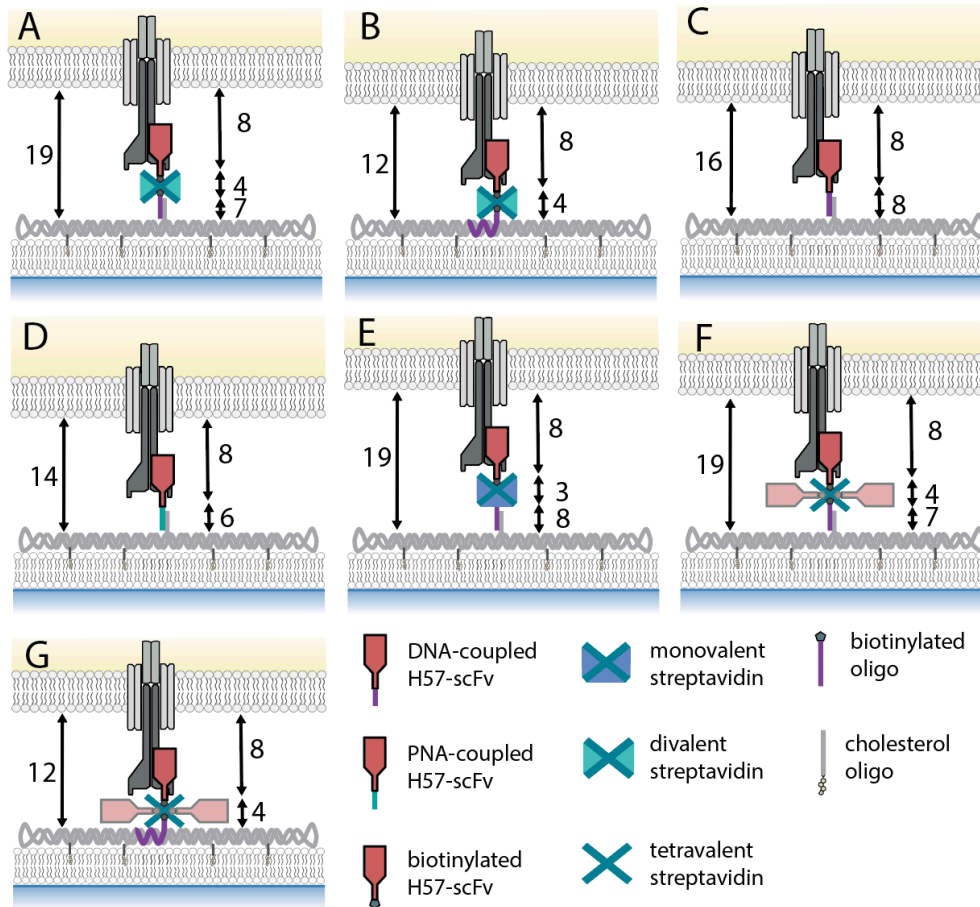 A
19
8
4
7
B
12
8
4
C
16
8
8
D
14
8
6
E
19
8
3
8
F
19
8
4
7
G
12
8
4
DNA-coupled
H57-scFv
PNA-coupled
H57-scFv
biotinylated
H57-scFv
monovalent
streptavidin
divalent
streptavidin
tetravalent
streptavidin
biotinylated
oligo
cholesterol
oligo